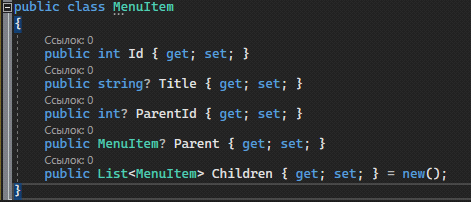 public class MenuItem
{
Ссылок: 0
public int Id { get; set; }
Ссылок: 0
public string? Title { get; set; }
Ссылок: 0
public int? ParentId { get; set; }
Ссылок: 0
public MenuItem? Parent { get; set; }
Ссылок: 0
public List<MenuItem> Children { get; set; } = new();
}